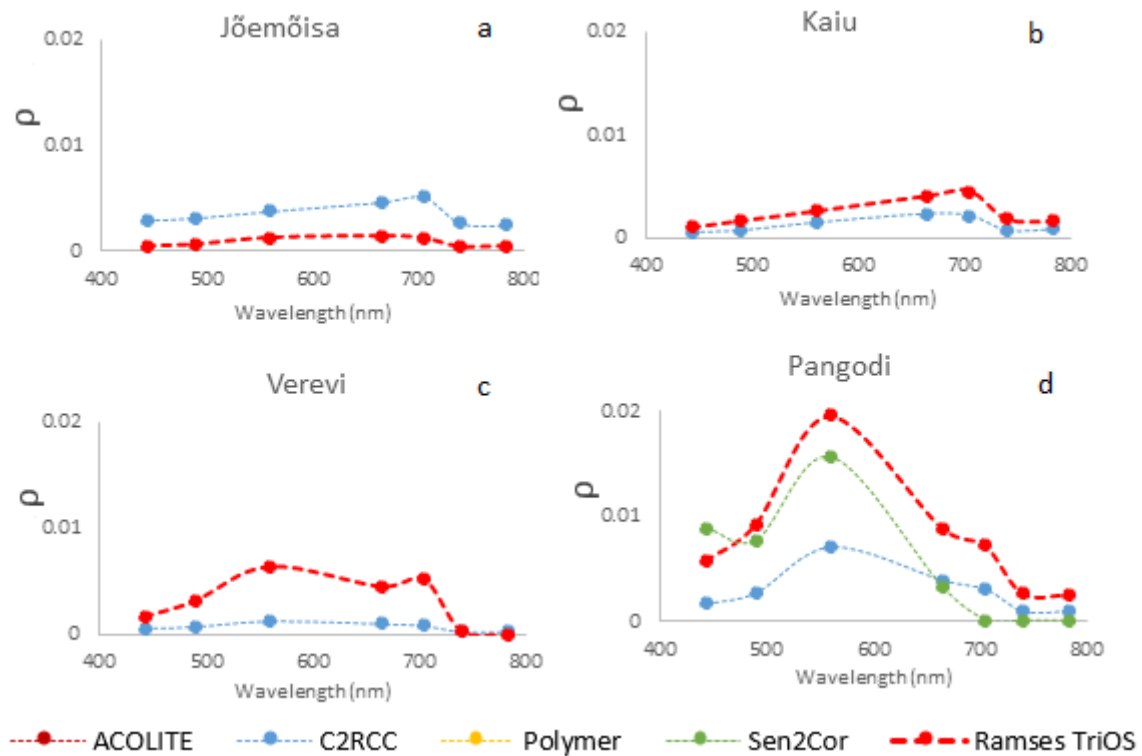 Jõemõisa a
0.02
ρ
0.01
0
400 500 600 700 800
Wavelength (nm)
Kaiu b
0.02
ρ
0.01
0
400 500 600 700 800
Wavelength (nm)
Verevi c
0.02
ρ
0.01
0
400 500 600 700 800
Wavelength (nm)
Pangodi d
0.02
ρ
0.01
0
400 500 600 700 800
Wavelength (nm)
ACOLITE C2RCC Polymer Sen2Cor Ramses TriOS